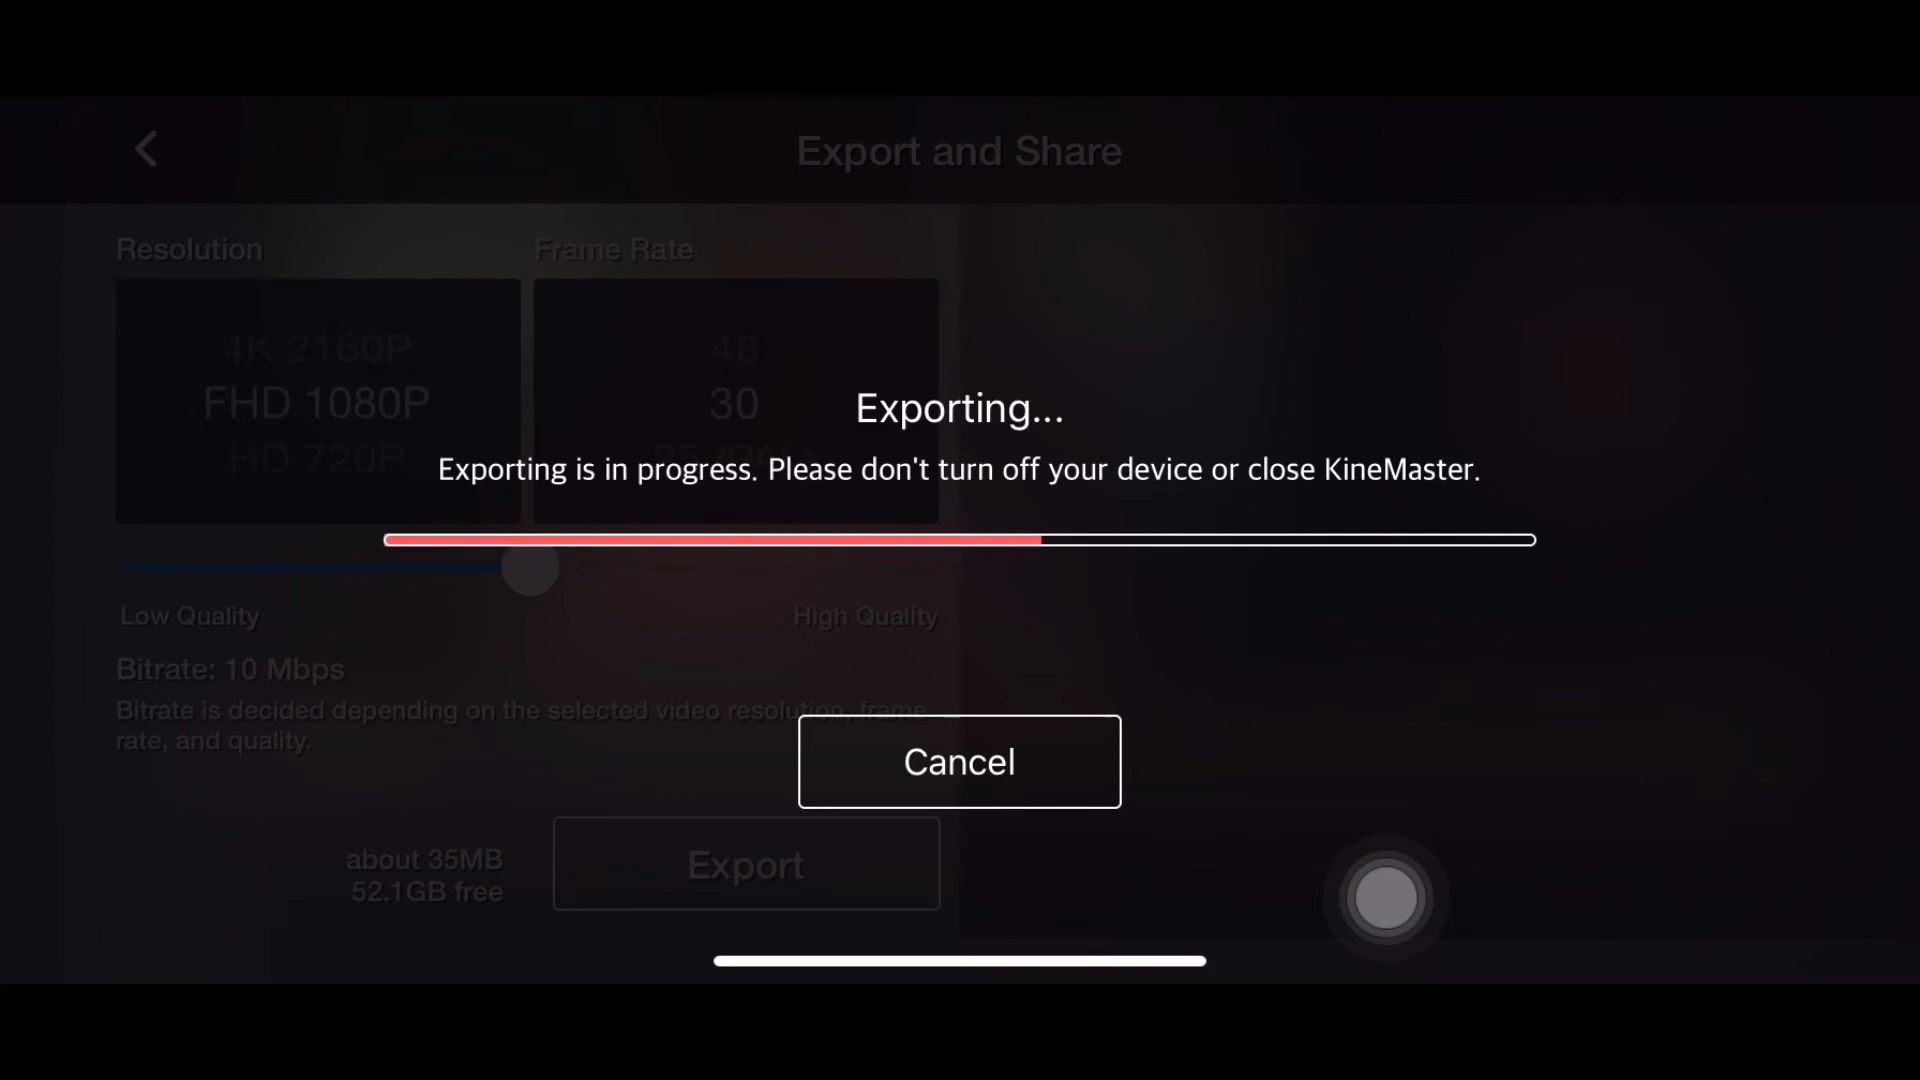 Export and Share
Resolution
Frame Rate
4K 2160P
48
FHD 1080P
30
HD 720P
25 (PAL)
Exporting...
Exporting is in progress. Please don't turn off your device or close KineMaster.
Low Quality
High Quality
Bitrate: 10 Mbps
Bitrate is decided depending on the selected video resolution, frame
rate, and quality.
Cancel
about 35MB
52.1GB free
Export